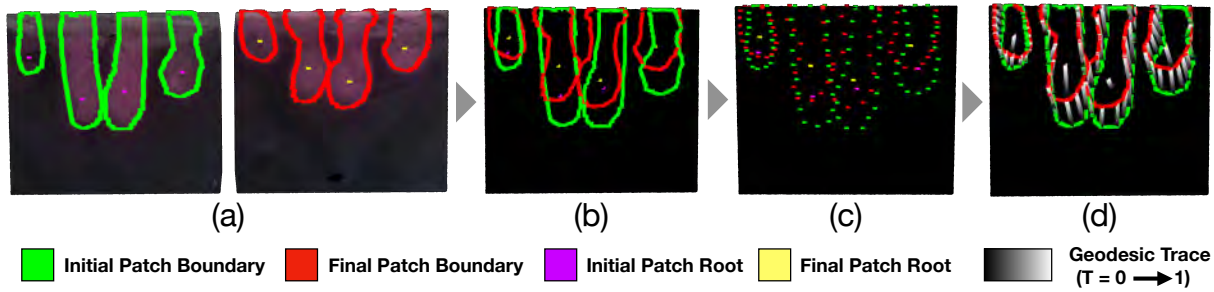 (a)
(b)
(c)
(d)
Initial Patch Boundary
Final Patch Boundary
Initial Patch Root
Final Patch Root
Geodesic Trace
(T = 0 → 1)